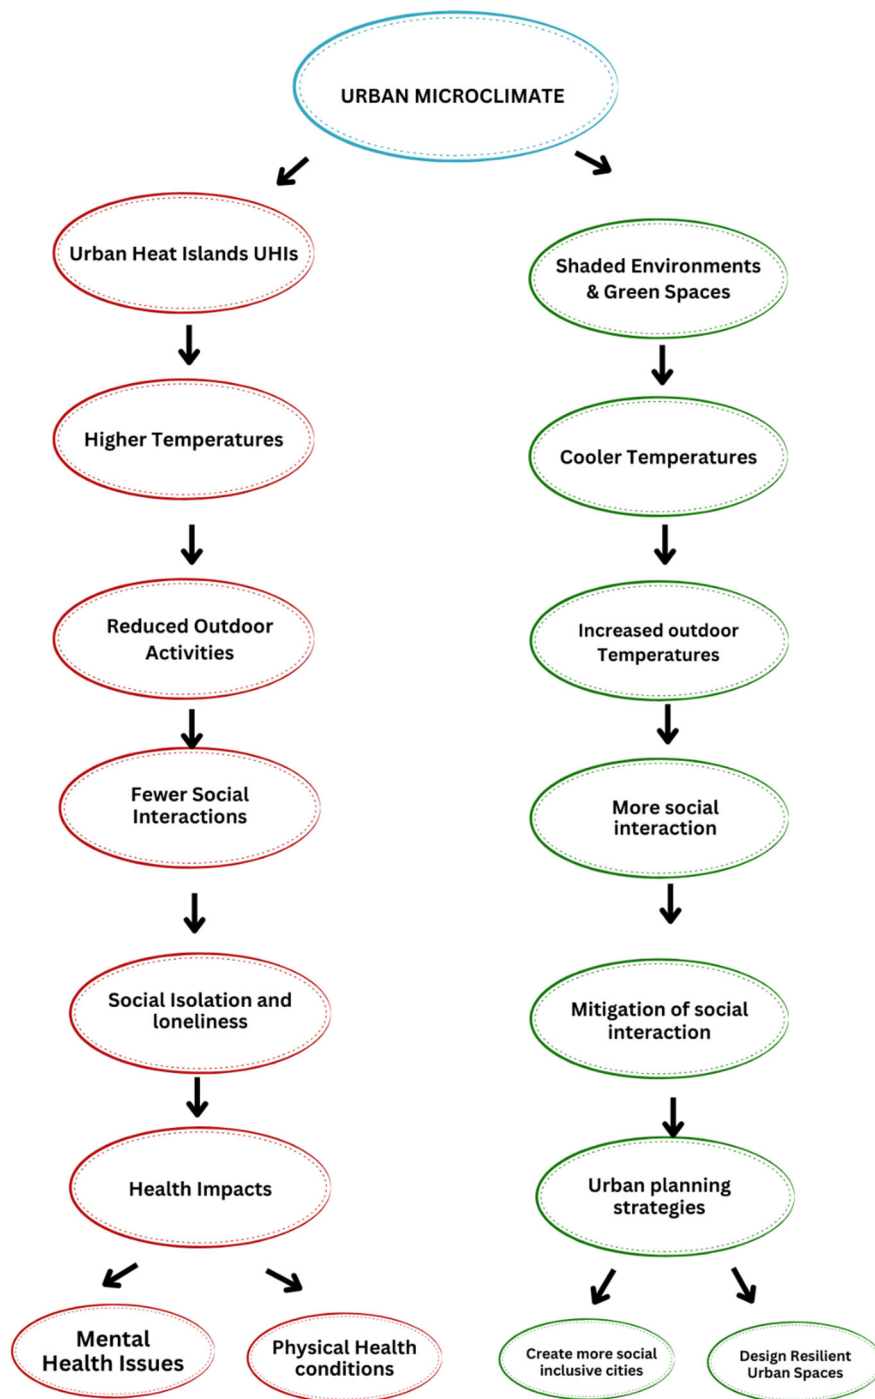 URBAN MICROCLIMATE
Urban Heat Islands UHIs
Higher Temperatures
Reduced Outdoor
Activities
Fewer Social
Interactions
Social Isolation and
loneliness
Health Impacts
Mental
Health Issues
Physical Health
conditions
Shaded Environments
& Green Spaces
Cooler Temperatures
Increased outdoor
Temperatures
More social
interaction
Mitigation of social
interaction
Urban planning
strategies
Create more social
inclusive cities
Design Resilient
Urban Spaces